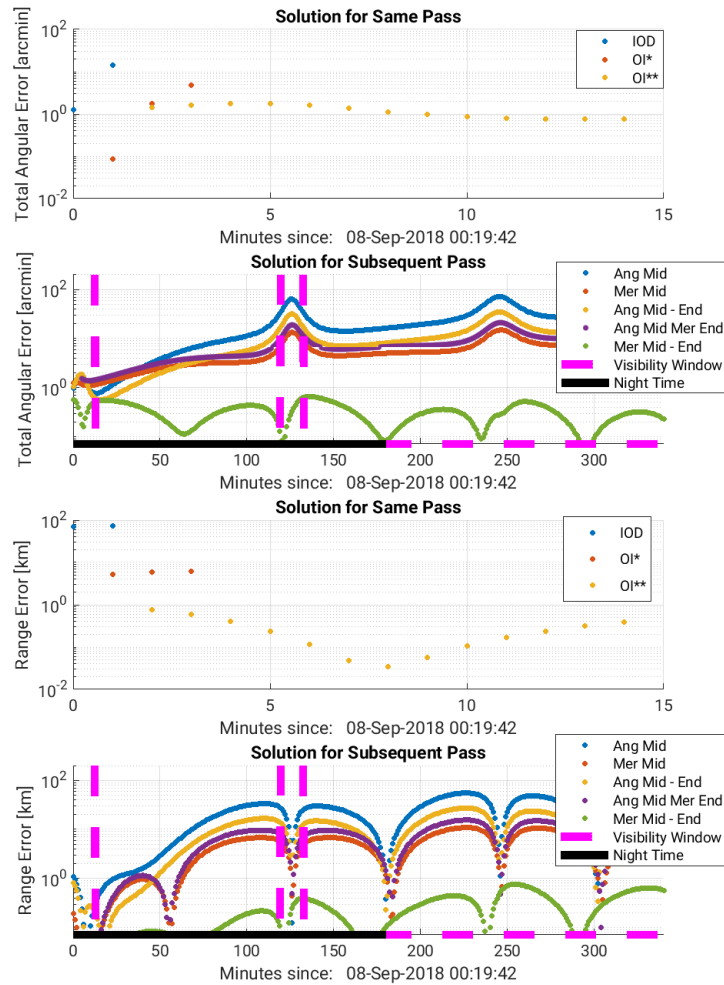 Solution for Same Pass
Total Angular Error [arcmin]
10^2
10^0
10^-2
IOD
OI*
OI**
0 5 10 15
Minutes since: 08-Sep-2018 00:19:42
Solution for Subsequent Pass
Total Angular Error [arcmin]
10^2
10^0
Ang Mid
Mer Mid
Ang Mid - End
Ang Mid Mer End
Mer Mid - End
Visibility Window
Night Time
0 50 100 150 200 250 300
Minutes since: 08-Sep-2018 00:19:42
Solution for Same Pass
Range Error [km]
10^2
10^0
10^-2
IOD
OI*
OI**
0 5 10 15
Minutes since: 08-Sep-2018 00:19:42
Solution for Subsequent Pass
Range Error [km]
10^2
10^0
Ang Mid
Mer Mid
Ang Mid - End
Ang Mid Mer End
Mer Mid - End
Visibility Window
Night Time
0 50 100 150 200 250 300
Minutes since: 08-Sep-2018 00:19:42